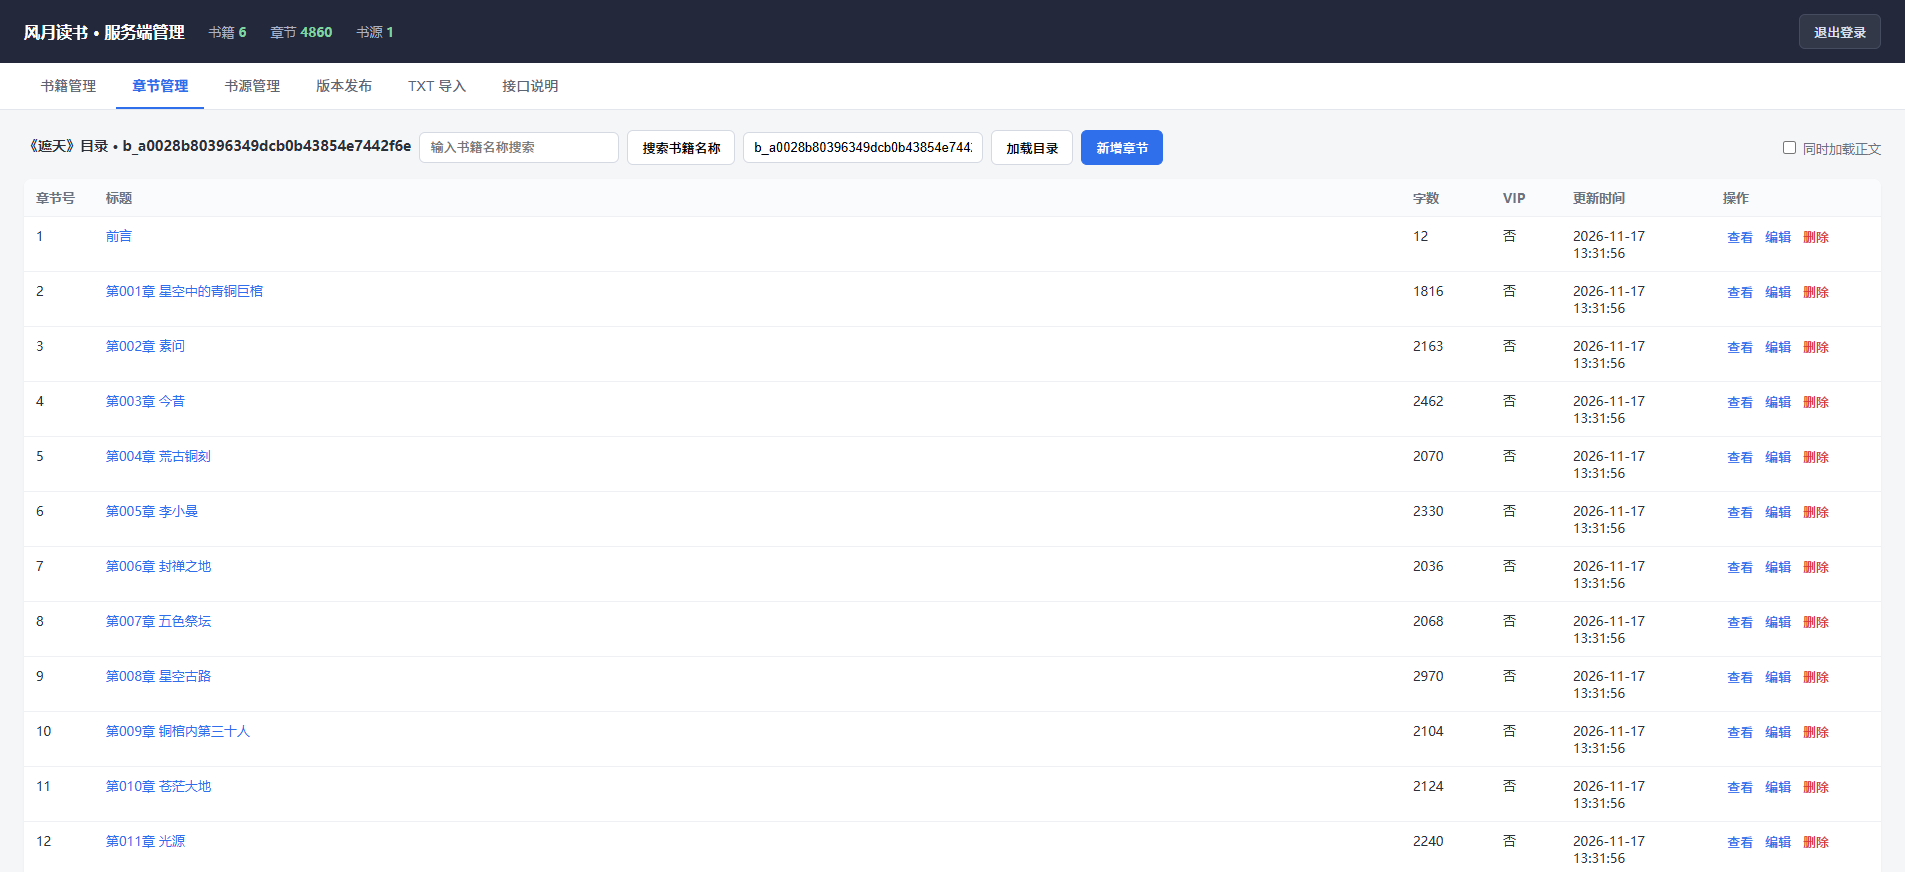 风月读书 • 服务端管理 书籍 6 章节 4860 书源 1 退出登录
书籍管理 章节管理 书源管理 版本发布 TXT 导入 接口说明
《遮天》目录 • b_a0028b80396349dcb0b43854e7442f6e 输入书籍名称搜索 搜索书籍名称 b_a0028b80396349dcb0b43854e744 加载目录 新增章节 同时加载正文
章节号 标题 字数 VIP 更新时间 操作
1 前言 12 否 2026-11-17 查看 编辑 删除
13:31:56
2 第001章 星空中的青铜巨棺 1816 否 2026-11-17 查看 编辑 删除
13:31:56
3 第002章 素问 2163 否 2026-11-17 查看 编辑 删除
13:31:56
4 第003章 今昔 2462 否 2026-11-17 查看 编辑 删除
13:31:56
5 第004章 荒古铜刻 2070 否 2026-11-17 查看 编辑 删除
13:31:56
6 第005章 李小曼 2330 否 2026-11-17 查看 编辑 删除
13:31:56
7 第006章 封禅之地 2036 否 2026-11-17 查看 编辑 删除
13:31:56
8 第007章 五色祭坛 2068 否 2026-11-17 查看 编辑 删除
13:31:56
9 第008章 星空古路 2970 否 2026-11-17 查看 编辑 删除
13:31:56
10 第009章 铜棺内第三十人 2104 否 2026-11-17 查看 编辑 删除
13:31:56
11 第010章 苍茫大地 2124 否 2026-11-17 查看 编辑 删除
13:31:56
12 第011章 光源 2240 否 2026-11-17 查看 编辑 删除
13:31:56